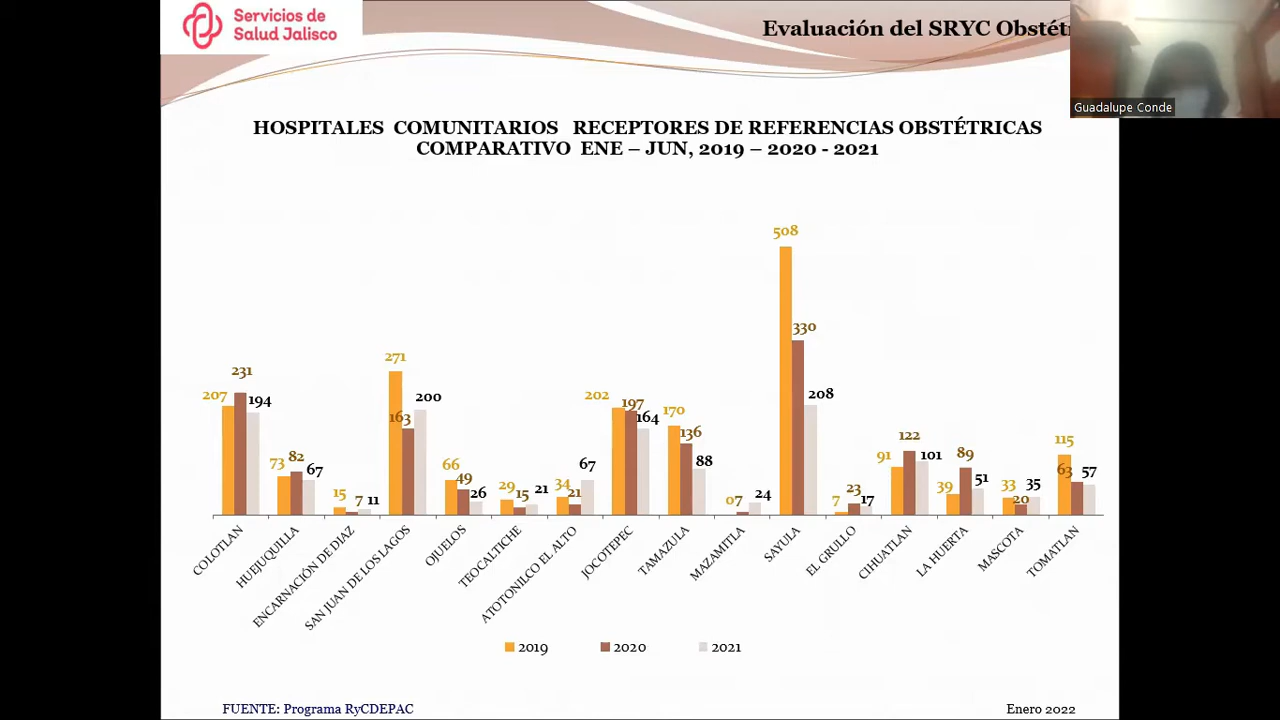 Servicios de
Salud Jalisco
Evaluación del SRYC Obstét
Guadalupe Conde
HOSPITALES COMUNITARIOS RECEPTORES DE REFERENCIAS OBSTÉTRICAS
COMPARATIVO ENE – JUN, 2019 – 2020 - 2021
207 231 194
73 82 67
15 7 11
271 163 200
66 49 26
29 15 21
34 21 67
202 197 164
170 136 88
0 7 24
508 330 208
7 23 17
91 122 101
39 89 51
33 20 35
115 63 57
COLOTLAN
HUEJUQUILLA
ENCARNACIÓN DE DIAZ
SAN JUAN DE LOS LAGOS
OJUELOS
TEOCALTICHE
ATOTONILCO EL ALTO
JOCOTEPEC
TAMAZULA
MAZAMITLA
SAYULA
EL GRULLO
CIHUATLAN
LA HUERTA
MASCOTA
TOMATLAN
2019 2020 2021
FUENTE: Programa RyCDEPAC
Enero 2022